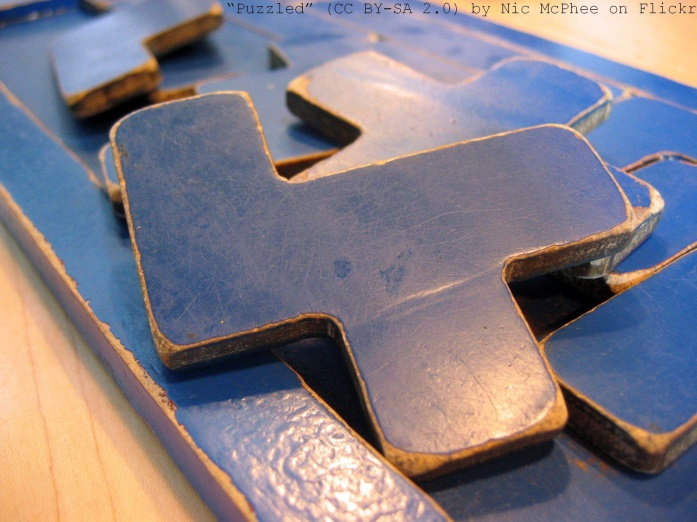 “Puzzled” (CC BY-SA 2.0) by Nic McPhee on Flickr